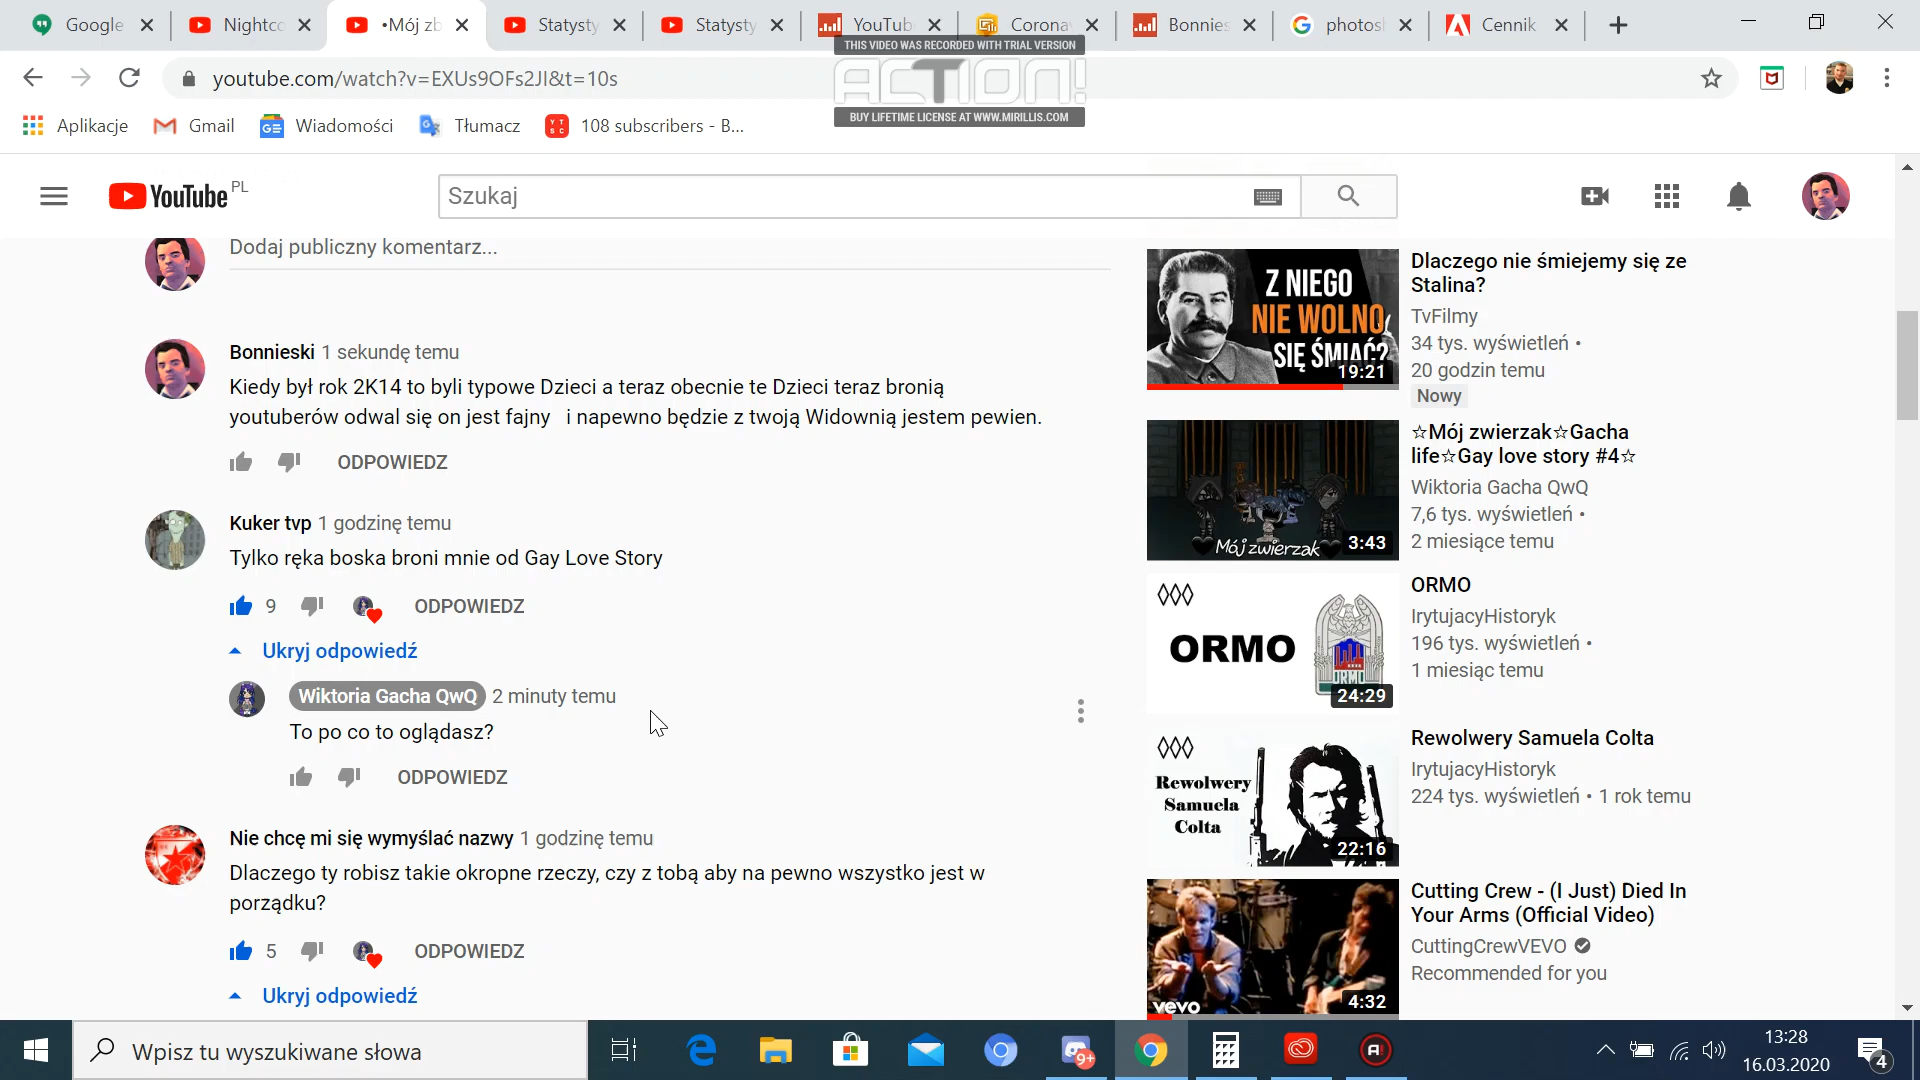 Google
Nightco
•Mój zb
Statysty
Statysty
YouTub
Corona
Bonnies
photosh
Cennik
THIS VIDEO WAS RECORDED WITH TRIAL VERSION
ACTION!
BUY LIFETIME LICENSE AT WWW.MIRILLIS.COM
youtube.com/watch?v=EXUs9OFs2JI&t=10s
Aplikacje
Gmail
Wiadomości
Tłumacz
108 subscribers - B...
YouTube PL
Szukaj
Dodaj publiczny komentarz...
Bonnieski 1 sekundę temu
Kiedy był rok 2K14 to byli typowe Dzieci a teraz obecnie te Dzieci teraz bronią
youtuberów odwal się on jest fajny i napewno będzie z twoją Widownią jestem pewien.
ODPOWIEDZ
Kuker tvp 1 godzinę temu
Tylko ręka boska broni mnie od Gay Love Story
9 ODPOWIEDZ
Ukryj odpowiedź
Wiktoria Gacha QwQ 2 minuty temu
To po co to oglądasz?
ODPOWIEDZ
Nie chcę mi się wymyślać nazwy 1 godzinę temu
Dlaczego ty robisz takie okropne rzeczy, czy z tobą aby na pewno wszystko jest w
porządku?
5 ODPOWIEDZ
Ukryj odpowiedź
Z NIEGO
NIE WOLNO
SIĘ ŚMIAĆ?
19:21
Dlaczego nie śmiejemy się ze
Stalina?
TvFilmy
34 tys. wyświetleń •
20 godzin temu
Nowy
Mój zwierzak
3:43
☆Mój zwierzak☆Gacha
life☆Gay love story #4☆
Wiktoria Gacha QwQ
7,6 tys. wyświetleń •
2 miesiące temu
ORMO
ORMO
24:29
ORMO
IrytujacyHistoryk
196 tys. wyświetleń •
1 miesiąc temu
Rewolwery
Samuela
Colta
22:16
Rewolwery Samuela Colta
IrytujacyHistoryk
224 tys. wyświetleń • 1 rok temu
vevo
4:32
Cutting Crew - (I Just) Died In
Your Arms (Official Video)
CuttingCrewVEVO
Recommended for you
Wpisz tu wyszukiwane słowa
9+
A!
13:28
16.03.2020
4